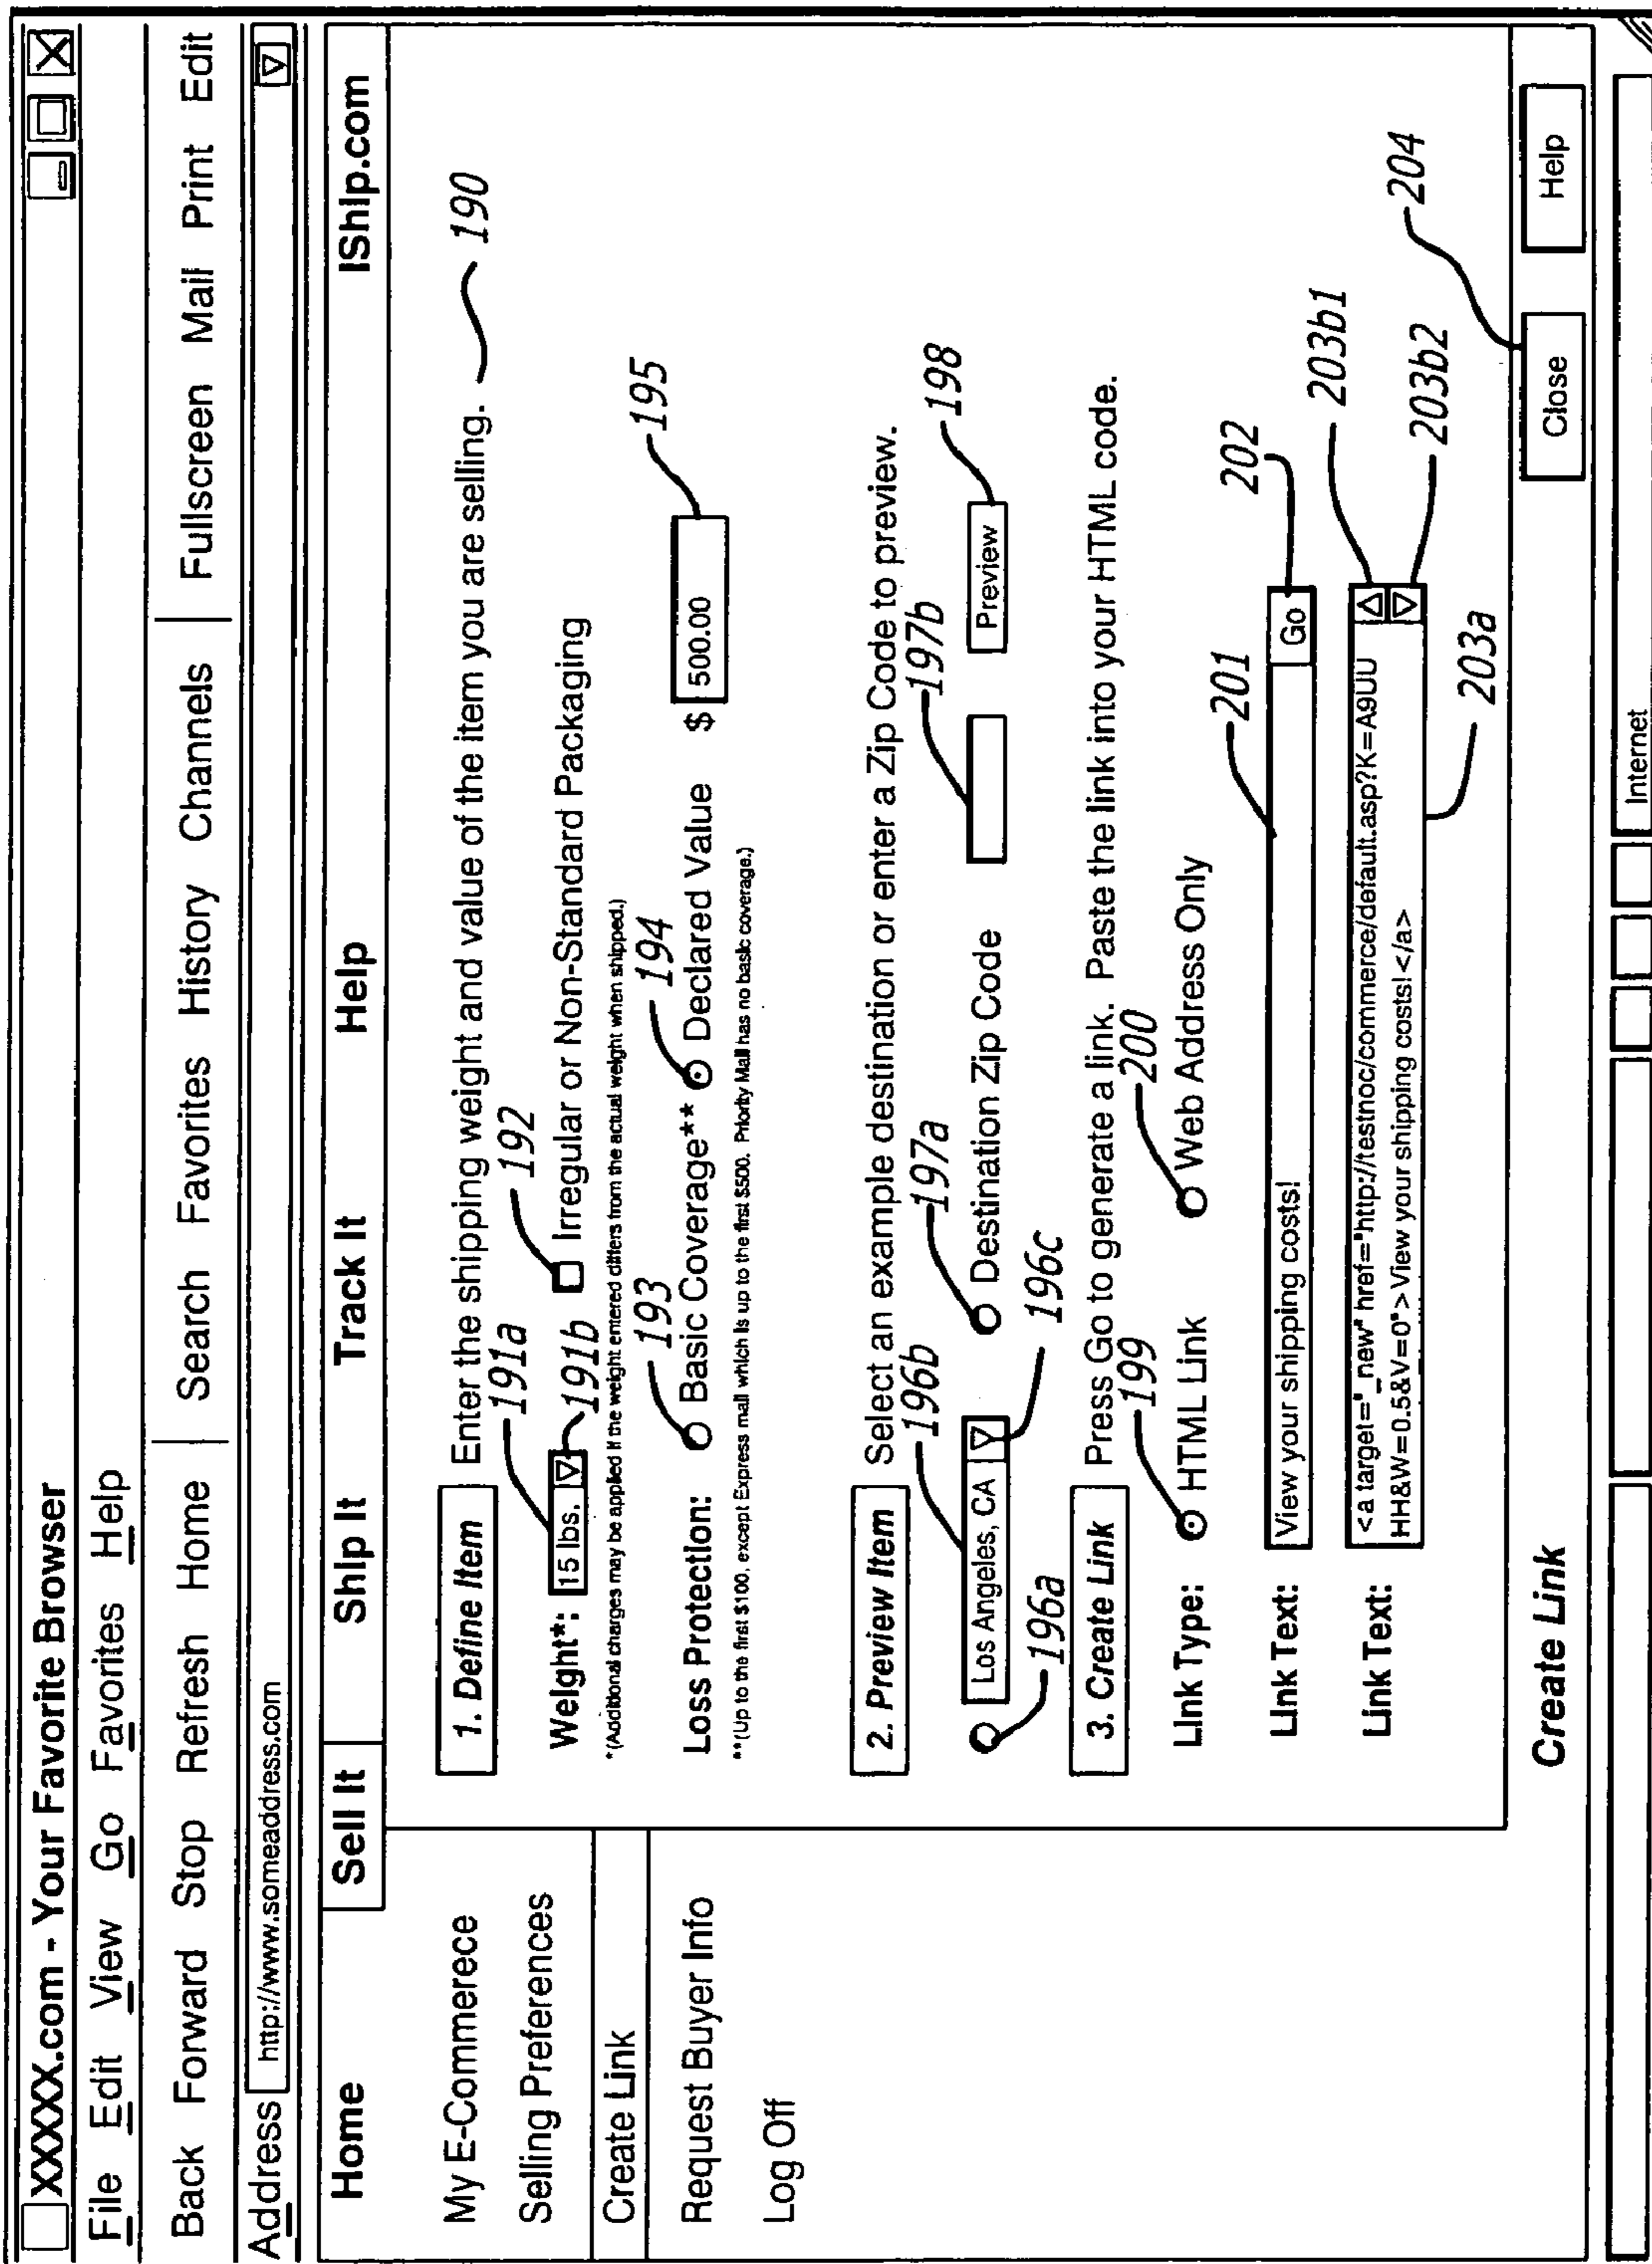 XXXXX.com - Your Favorite Browser
File Edit View Go Favorites Help
Back Forward Stop Refresh Home Search Favorites History Channels Fullscreen Mail Print Edit
Address http://www.someaddress.com
Home Sell It Ship It Track It Help IShip.com
My E-Commerece
Selling Preferences
Create Link
Request Buyer Info
Log Off
1. Define Item Enter the shipping weight and value of the item you are selling. 190
191a 192
Weight*: 15 lbs. 191b Irregular or Non-Standard Packaging
*(Additional charges may be applied if the weight entered differs from the actual weight when shipped.)
193 194 195
Loss Protection: Basic Coverage** Declared Value $ 500.00
**(Up to the first $100, except Express mail which is up to the first $500. Priority Mail has no basic coverage.)
2. Preview Item Select an example destination or enter a Zip Code to preview.
196b 197a 197b 198
Los Angeles, CA Destination Zip Code Preview
196a 196c
3. Create Link Press Go to generate a link. Paste the link into your HTML code.
199 200
Link Type: HTML Link Web Address Only
201 202
Link Text: View your shipping costs! Go
203b1
Link Text: <a target="_new" href="http://testnoc/commerce/default.asp?K=A9UU
HH&W=0.5&V=0">View your shipping costs!</a>
203b2
203a 204
Create Link Close Help
Internet